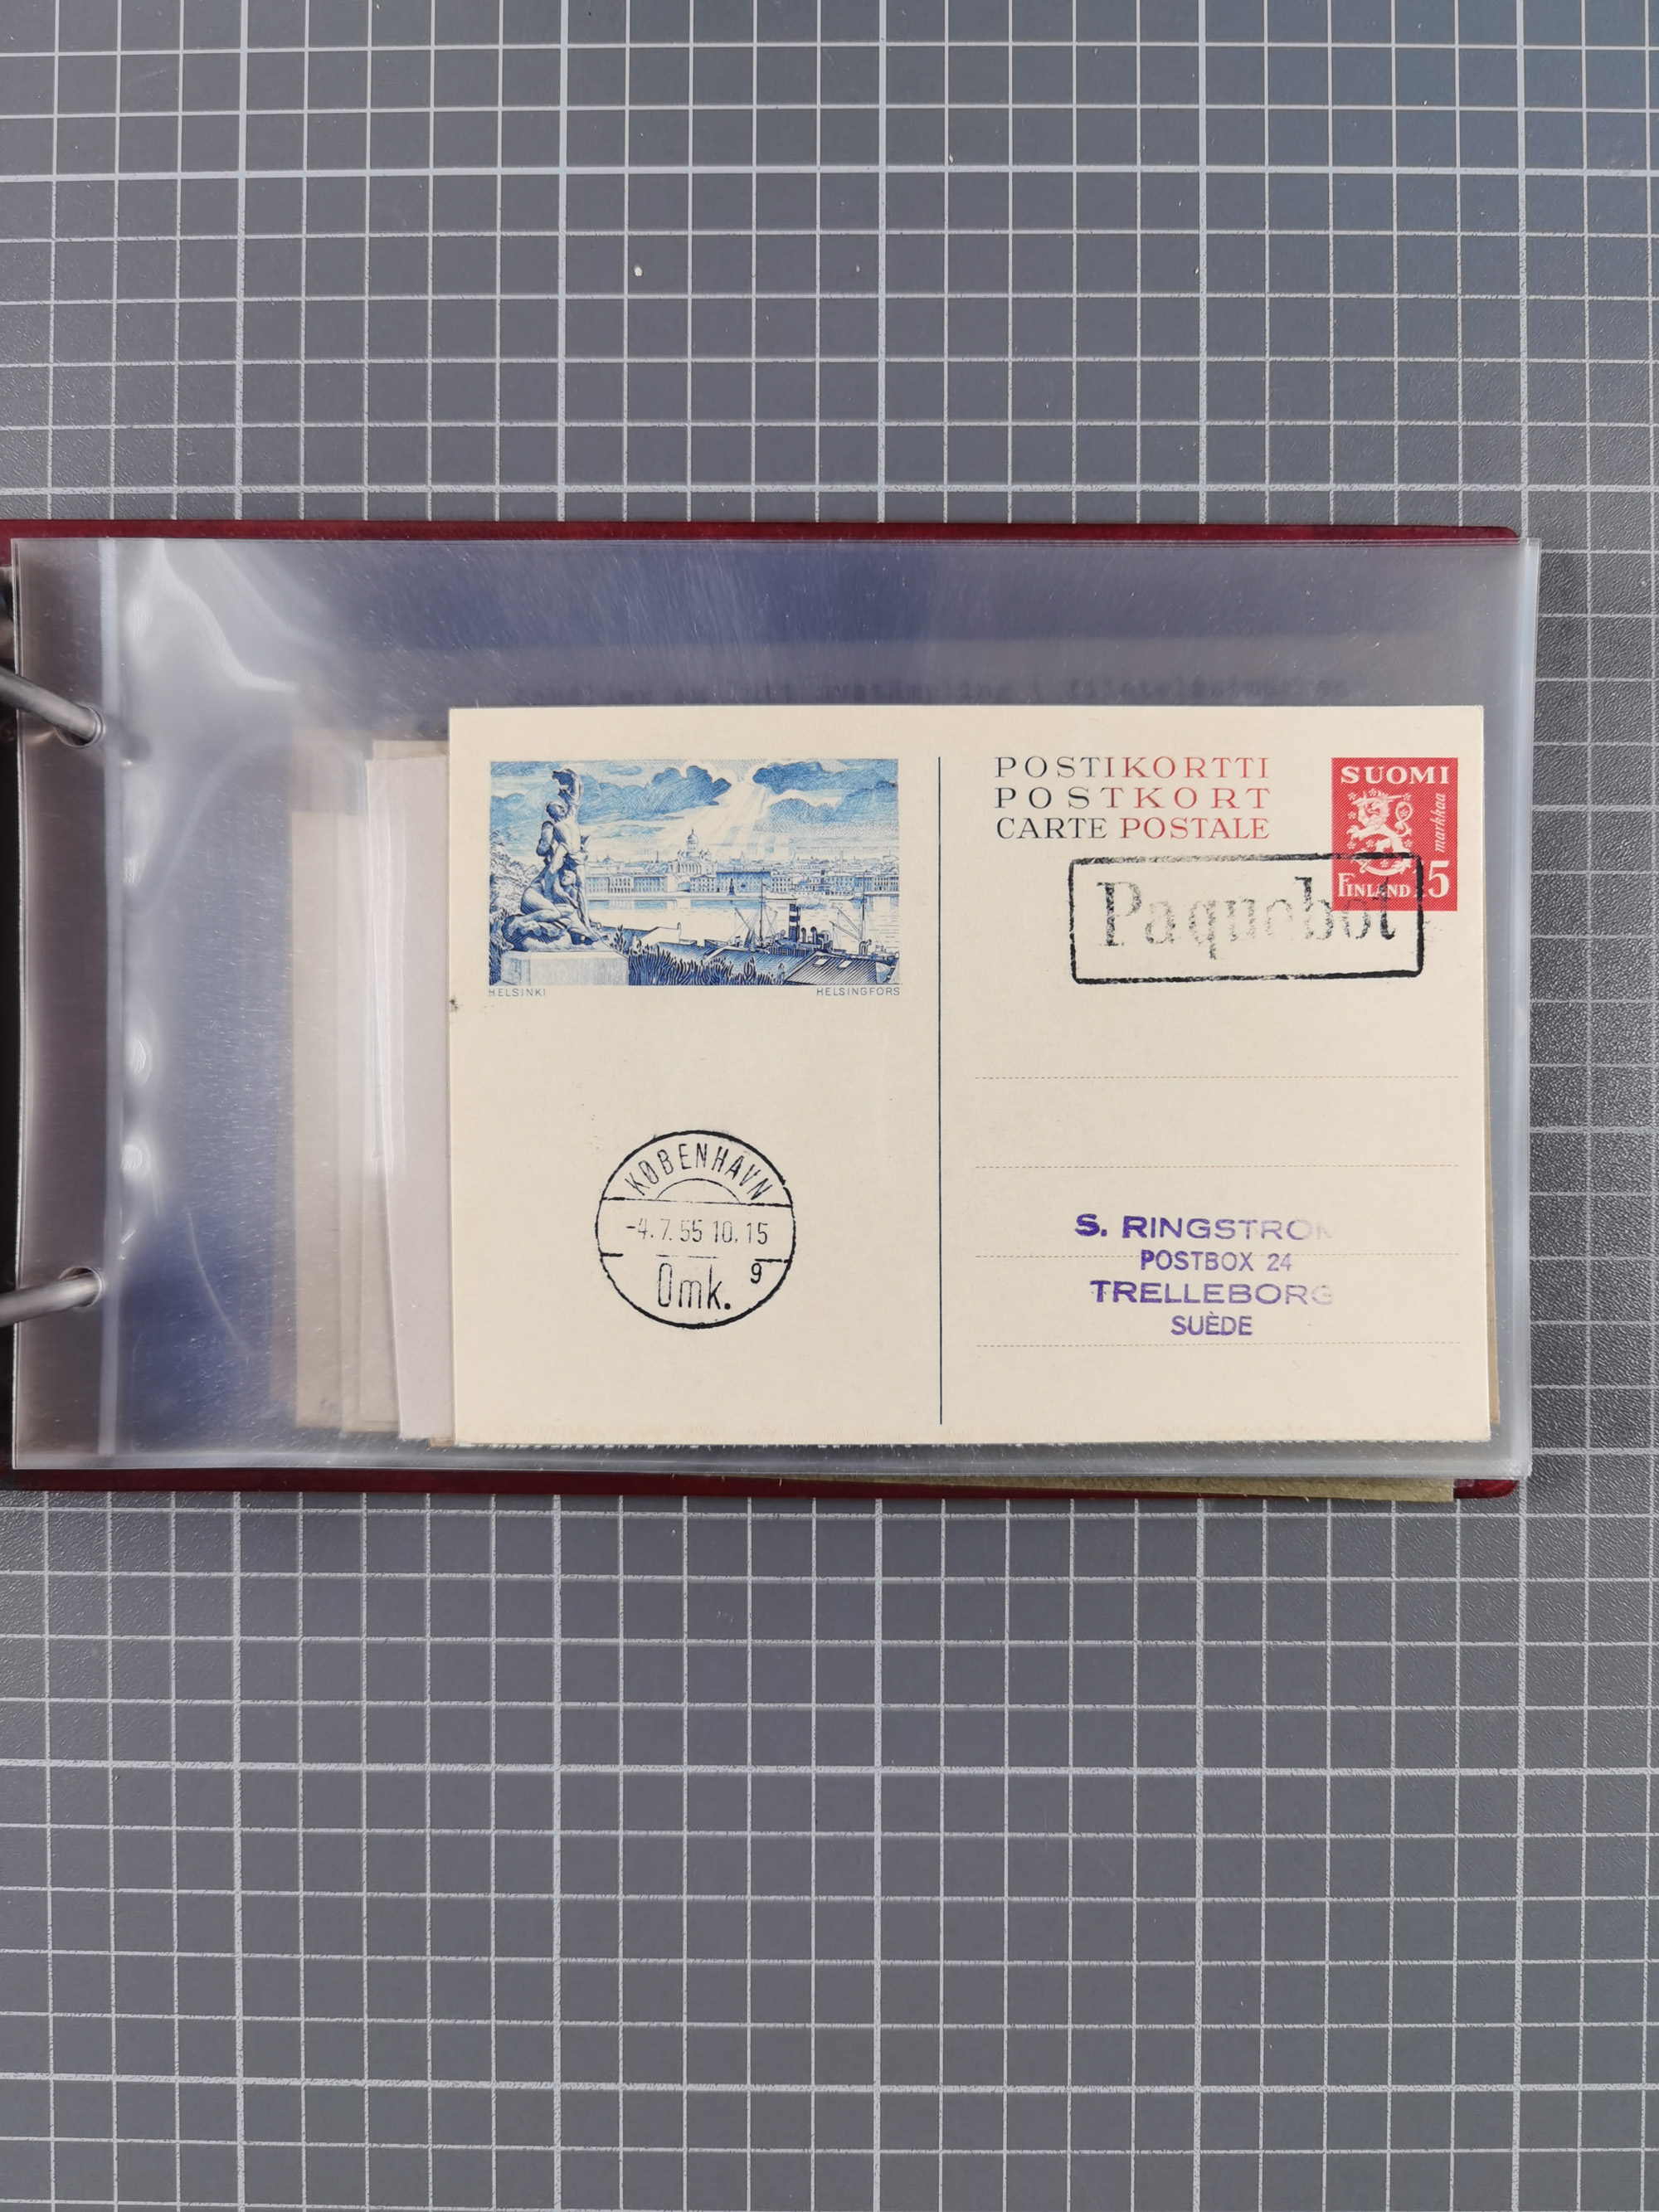 HELSINKI
HELSINGFORS
KØBENHAVN
-4.7.55 10.15
Omk. 9
POSTIKORTTI
POSTKORT
CARTE POSTALE
SUOMI
markkaa
FINLAND 5
Paquebot
S. RINGSTRÖM
POSTBOX 24
TRELLEBORG
SUÈDE